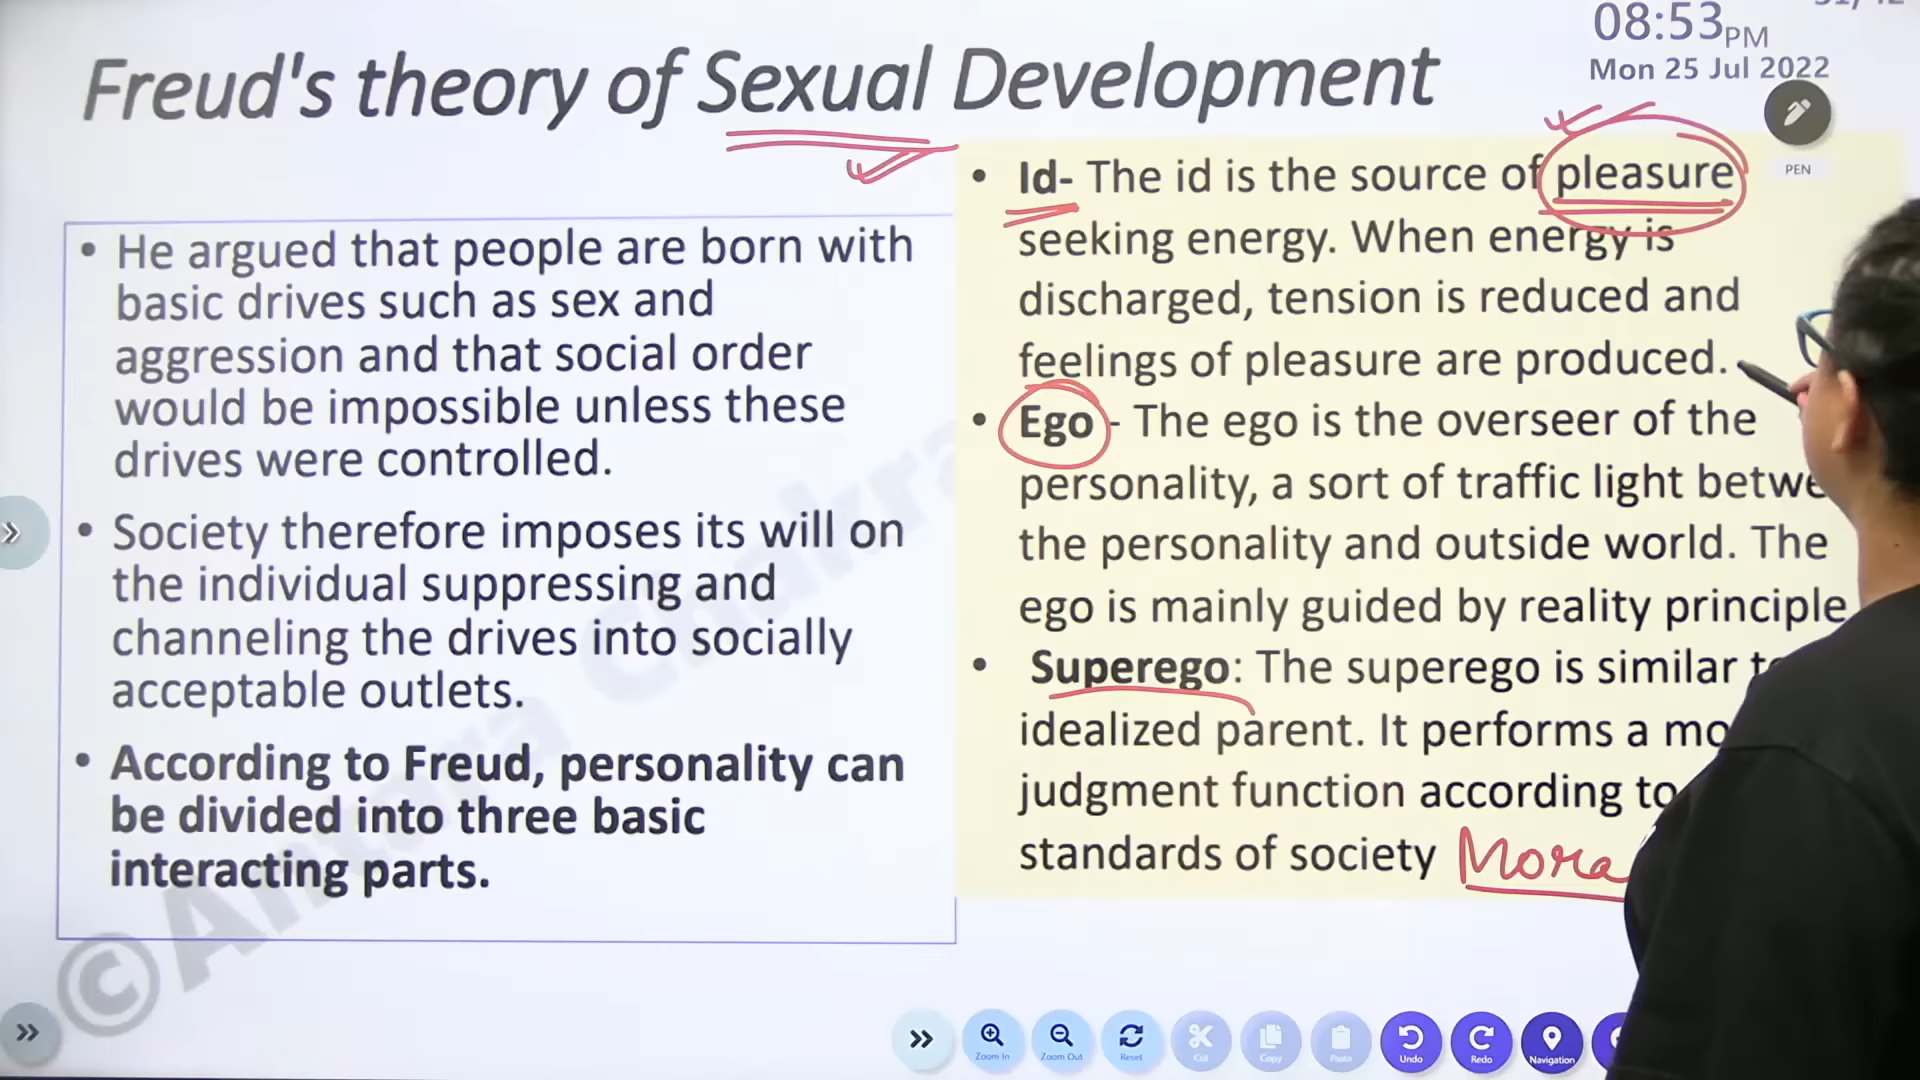 08:53PM
Mon 25 Jul 2022
Freud's theory of Sexual Development
PEN
• He argued that people are born with
basic drives such as sex and
aggression and that social order
would be impossible unless these
drives were controlled.
• Society therefore imposes its will on
the individual suppressing and
channeling the drives into socially
acceptable outlets.
• According to Freud, personality can
be divided into three basic
interacting parts.
• Id- The id is the source of pleasure
seeking energy. When energy is
discharged, tension is reduced and
feelings of pleasure are produced.
• Ego - The ego is the overseer of the
personality, a sort of traffic light betwe
the personality and outside world. The
ego is mainly guided by reality principle
• Superego: The superego is similar t
idealized parent. It performs a mo
judgment function according to
standards of society Mora
©Antara Chakra
Zoom In
Zoom Out
Reset
Cut
Copy
Paste
Undo
Redo
Navigation